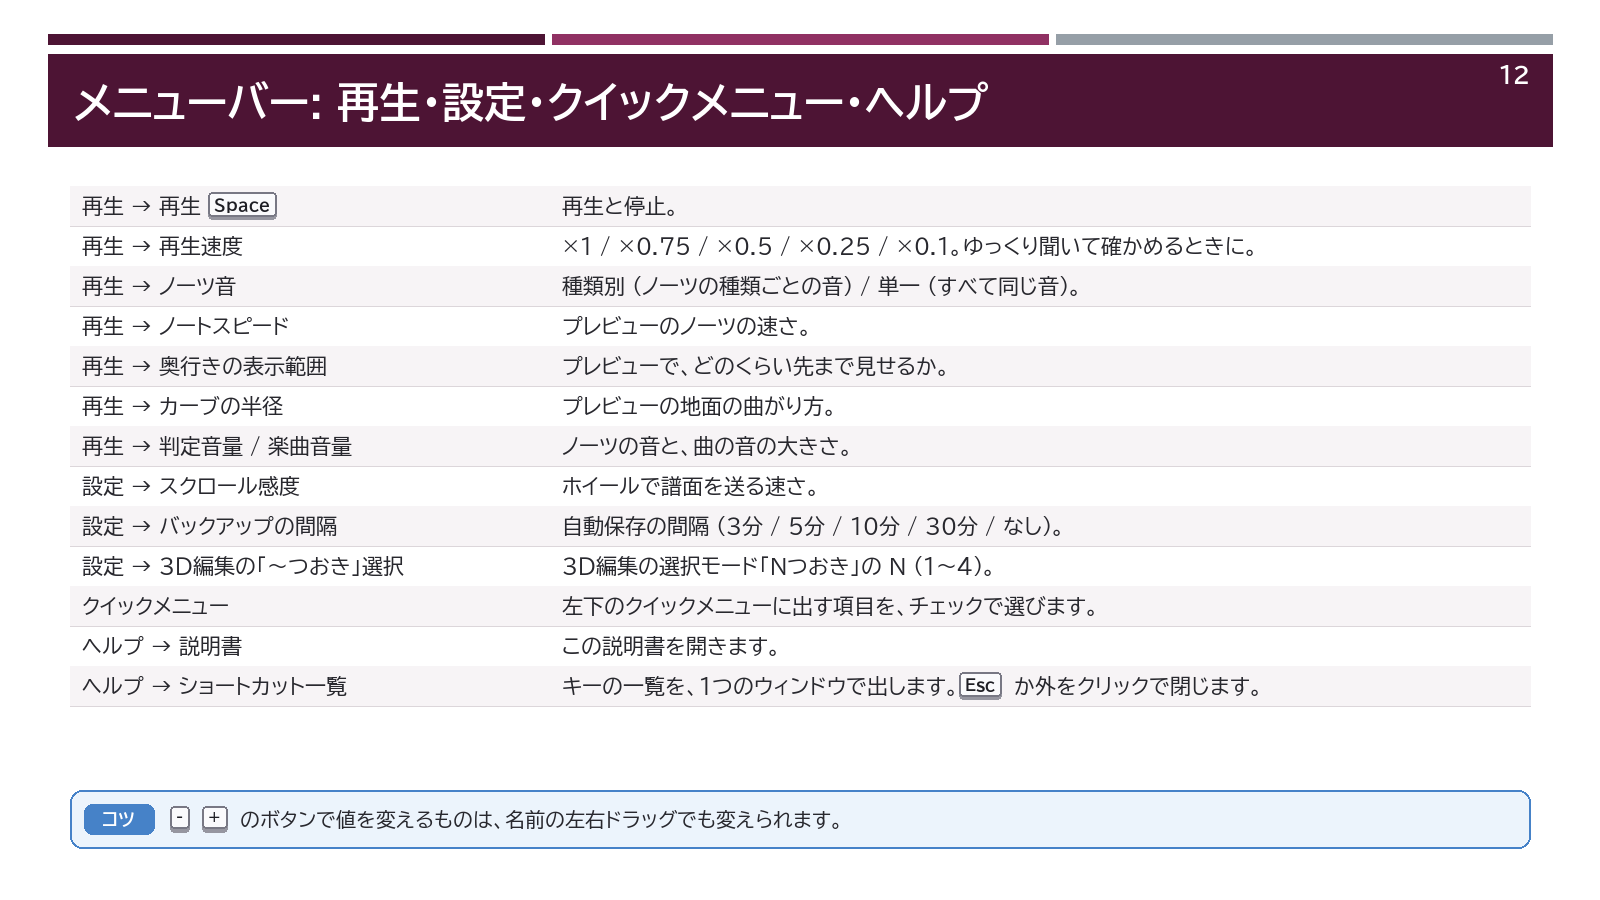 12
メニューバー: 再生・設定・クイックメニュー・ヘルプ
再生 → 再生 Space 再生と停止。
再生 → 再生速度 ×1 / ×0.75 / ×0.5 / ×0.25 / ×0.1。ゆっくり聞いて確かめるときに。
再生 → ノーツ音 種類別（ノーツの種類ごとの音）/ 単一（すべて同じ音）。
再生 → ノートスピード プレビューのノーツの速さ。
再生 → 奥行きの表示範囲 プレビューで、どのくらい先まで見せるか。
再生 → カーブの半径 プレビューの地面の曲がり方。
再生 → 判定音量 / 楽曲音量 ノーツの音と、曲の音の大きさ。
設定 → スクロール感度 ホイールで譜面を送る速さ。
設定 → バックアップの間隔 自動保存の間隔（3分 / 5分 / 10分 / 30分 / なし）。
設定 → 3D編集の「～つおき」選択 3D編集の選択モード「Nつおき」の N（1～4）。
クイックメニュー 左下のクイックメニューに出す項目を、チェックで選びます。
ヘルプ → 説明書 この説明書を開きます。
ヘルプ → ショートカット一覧 キーの一覧を、1つのウィンドウで出します。Esc か外をクリックで閉じます。
コツ - + のボタンで値を変えるものは、名前の左右ドラッグでも変えられます。